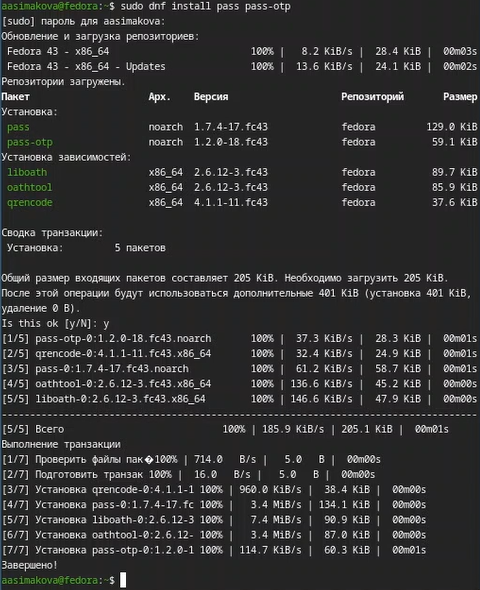 aasimakova@fedora:~$ sudo dnf install pass pass-otp
[sudo] пароль для aasimakova:
Обновление и загрузка репозиториев:
Fedora 43 - x86_64 100% | 8.2 KiB/s | 28.4 KiB | 00m03s
Fedora 43 - x86_64 - Updates 100% | 13.6 KiB/s | 24.1 KiB | 00m02s
Репозитории загружены.
Пакет Арх. Версия Репозиторий Размер
Установка:
pass noarch 1.7.4-17.fc43 fedora 129.0 KiB
pass-otp noarch 1.2.0-18.fc43 fedora 59.1 KiB
Установка зависимостей:
liboath x86_64 2.6.12-3.fc43 fedora 89.7 KiB
oathtool x86_64 2.6.12-3.fc43 fedora 85.9 KiB
qrencode x86_64 4.1.1-11.fc43 fedora 37.6 KiB
Сводка транзакции:
Установка: 5 пакетов
Общий размер входящих пакетов составляет 205 KiB. Необходимо загрузить 205 KiB.
После этой операции будут использоваться дополнительные 401 KiB (установка 401 KiB,
удаление 0 B).
Is this ok [y/N]: y
[1/5] pass-otp-0:1.2.0-18.fc43.noarch 100% | 37.3 KiB/s | 28.3 KiB | 00m01s
[2/5] qrencode-0:4.1.1-11.fc43.x86_64 100% | 32.4 KiB/s | 24.9 KiB | 00m01s
[3/5] pass-0:1.7.4-17.fc43.noarch 100% | 61.2 KiB/s | 58.7 KiB | 00m01s
[4/5] oathtool-0:2.6.12-3.fc43.x86_64 100% | 136.6 KiB/s | 45.2 KiB | 00m00s
[5/5] liboath-0:2.6.12-3.fc43.x86_64 100% | 146.6 KiB/s | 47.9 KiB | 00m00s
--------------------------------------------------------------------------------
[5/5] Всего 100% | 185.9 KiB/s | 205.1 KiB | 00m01s
Выполнение транзакции
[1/7] Проверить файлы пак�100% | 714.0 B/s | 5.0 B | 00m00s
[2/7] Подготовить транзак 100% | 16.0 B/s | 5.0 B | 00m00s
[3/7] Установка qrencode-0:4.1.1-1 100% | 960.0 KiB/s | 38.4 KiB | 00m00s
[4/7] Установка pass-0:1.7.4-17.fc 100% | 3.4 MiB/s | 134.1 KiB | 00m00s
[5/7] Установка liboath-0:2.6.12-3 100% | 7.4 MiB/s | 90.9 KiB | 00m00s
[6/7] Установка oathtool-0:2.6.12- 100% | 3.4 MiB/s | 87.0 KiB | 00m00s
[7/7] Установка pass-otp-0:1.2.0-1 100% | 114.7 KiB/s | 60.3 KiB | 00m01s
Завершено!
aasimakova@fedora:~$